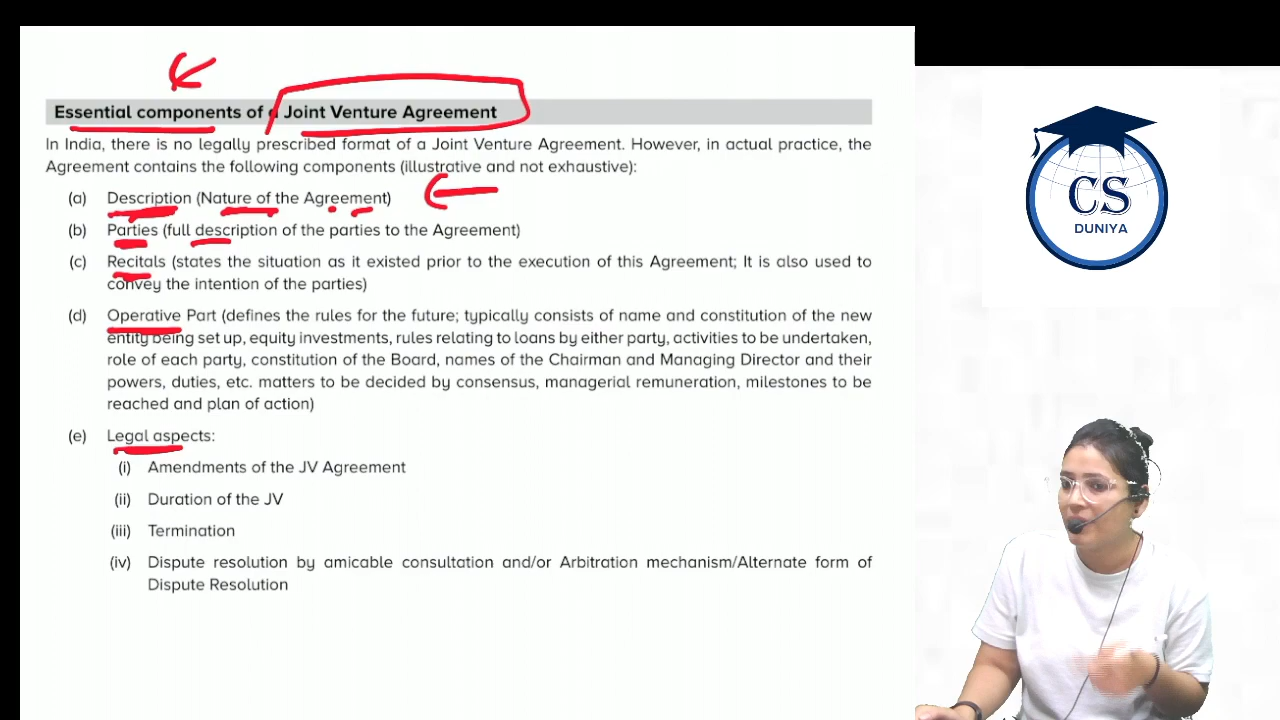 Essential components of a Joint Venture Agreement
In India, there is no legally prescribed format of a Joint Venture Agreement. However, in actual practice, the
Agreement contains the following components (illustrative and not exhaustive):
(a) Description (Nature of the Agreement)
(b) Parties (full description of the parties to the Agreement)
(c) Recitals (states the situation as it existed prior to the execution of this Agreement; It is also used to
convey the intention of the parties)
(d) Operative Part (defines the rules for the future; typically consists of name and constitution of the new
entity being set up, equity investments, rules relating to loans by either party, activities to be undertaken,
role of each party, constitution of the Board, names of the Chairman and Managing Director and their
powers, duties, etc. matters to be decided by consensus, managerial remuneration, milestones to be
reached and plan of action)
(e) Legal aspects:
(i) Amendments of the JV Agreement
(ii) Duration of the JV
(iii) Termination
(iv) Dispute resolution by amicable consultation and/or Arbitration mechanism/Alternate form of
Dispute Resolution
CS
DUNIYA